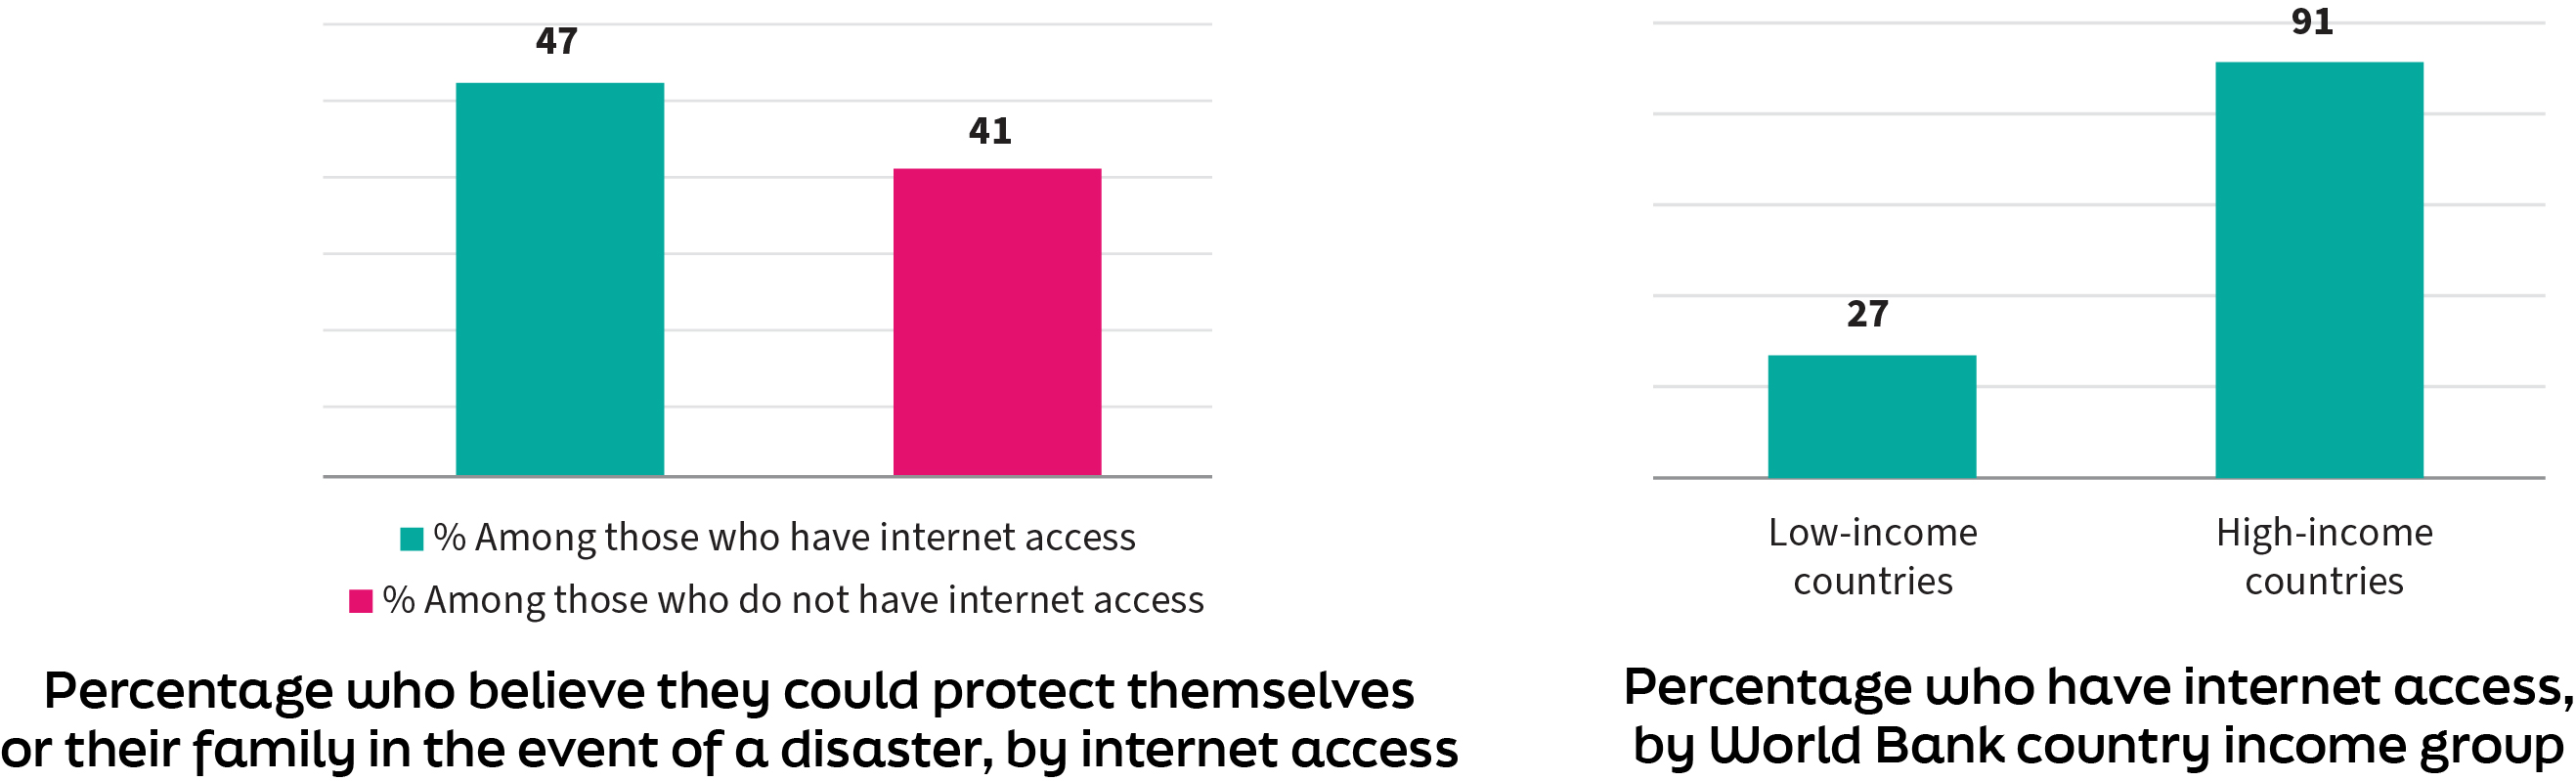 47
41
% Among those who have internet access
% Among those who do not have internet access
Percentage who believe they could protect themselves
or their family in the event of a disaster, by internet access
91
27
Low-income
countries
High-income
countries
Percentage who have internet access,
by World Bank country income group